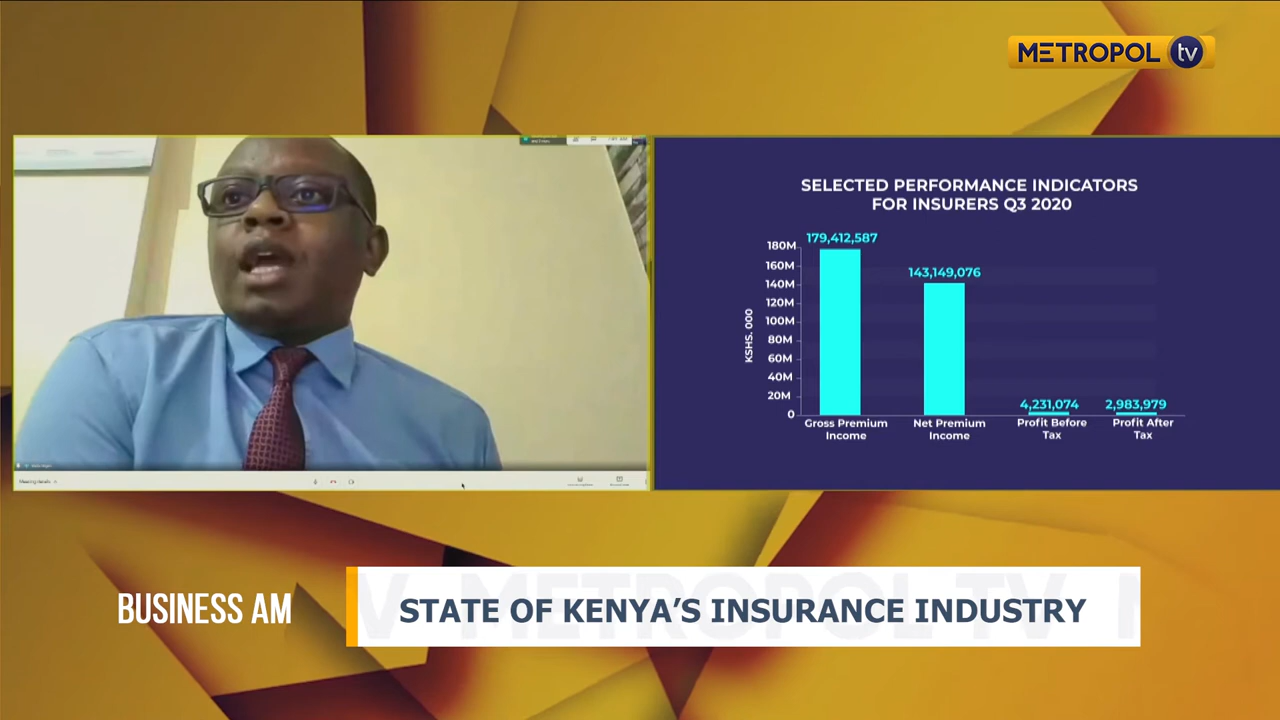 METROPOL tv
SELECTED PERFORMANCE INDICATORS
FOR INSURERS Q3 2020
KSHS. 000
180M
160M
140M
120M
100M
80M
60M
40M
20M
0
179,412,587
143,149,076
4,231,074
2,983,979
Gross Premium
Income
Net Premium
Income
Profit Before
Tax
Profit After
Tax
Meeting details
BUSINESS AM
STATE OF KENYA’S INSURANCE INDUSTRY